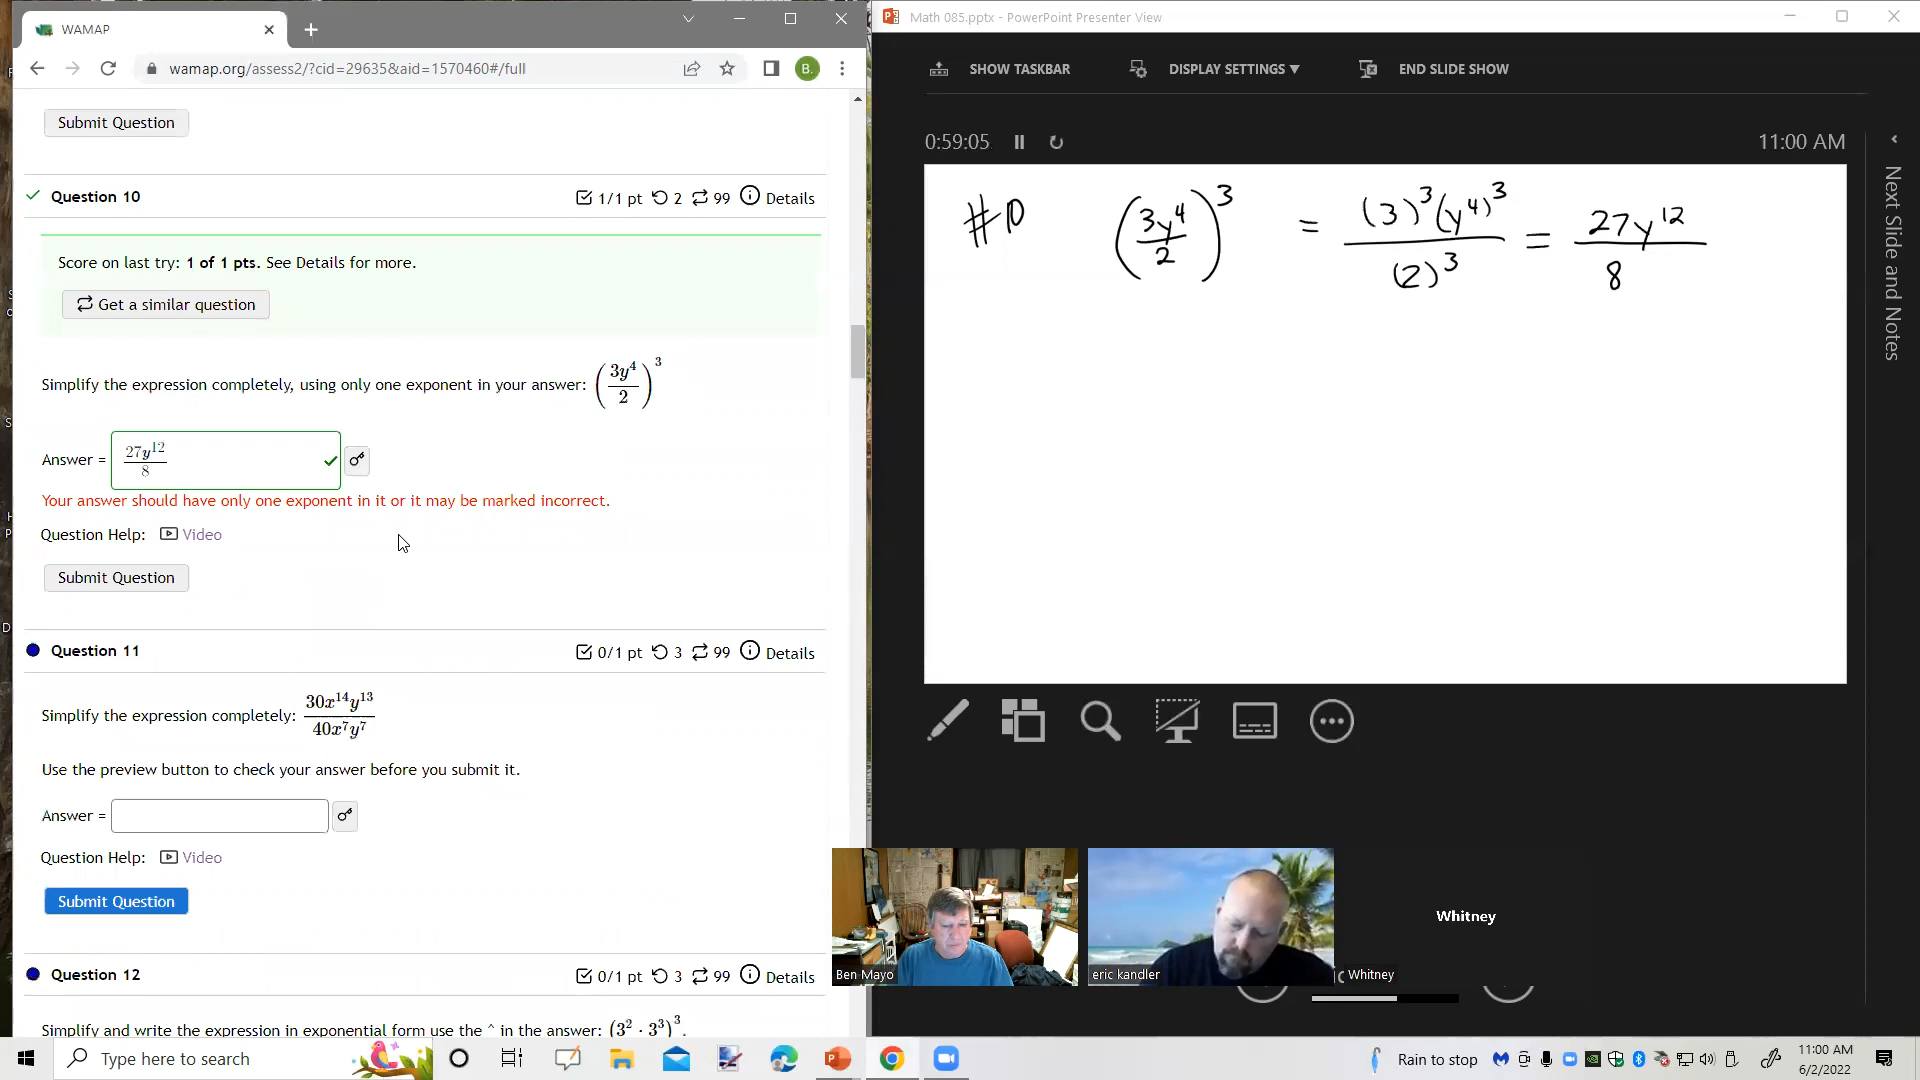 WAMAP
wamap.org/assess2/?cid=29635&aid=1570460#/full
B.
Submit Question
Question 10
1/1 pt 2 99 Details
Score on last try: 1 of 1 pts. See Details for more.
Get a similar question
Simplify the expression completely, using only one exponent in your answer: (3y^4/2)^3
Answer = 27y^12/8
Your answer should have only one exponent in it or it may be marked incorrect.
Question Help: Video
Submit Question
Question 11
0/1 pt 3 99 Details
Simplify the expression completely: 30x^14y^13/40x^7y^7
Use the preview button to check your answer before you submit it.
Answer =
Question Help: Video
Submit Question
Question 12
0/1 pt 3 99 Details
Simplify and write the expression in exponential form use the ^ in the answer: (3^2 · 3^3)^3.
Math 085.pptx - PowerPoint Presenter View
SHOW TASKBAR
DISPLAY SETTINGS ▼
END SLIDE SHOW
0:59:05
11:00 AM
#10 (3y^4/2)^3 = (3)^3(y^4)^3/(2)^3 = 27y^12/8
Next Slide and Notes
Ben Mayo
eric kandler
Whitney
Whitney
Type here to search
Rain to stop
11:00 AM
6/2/2022